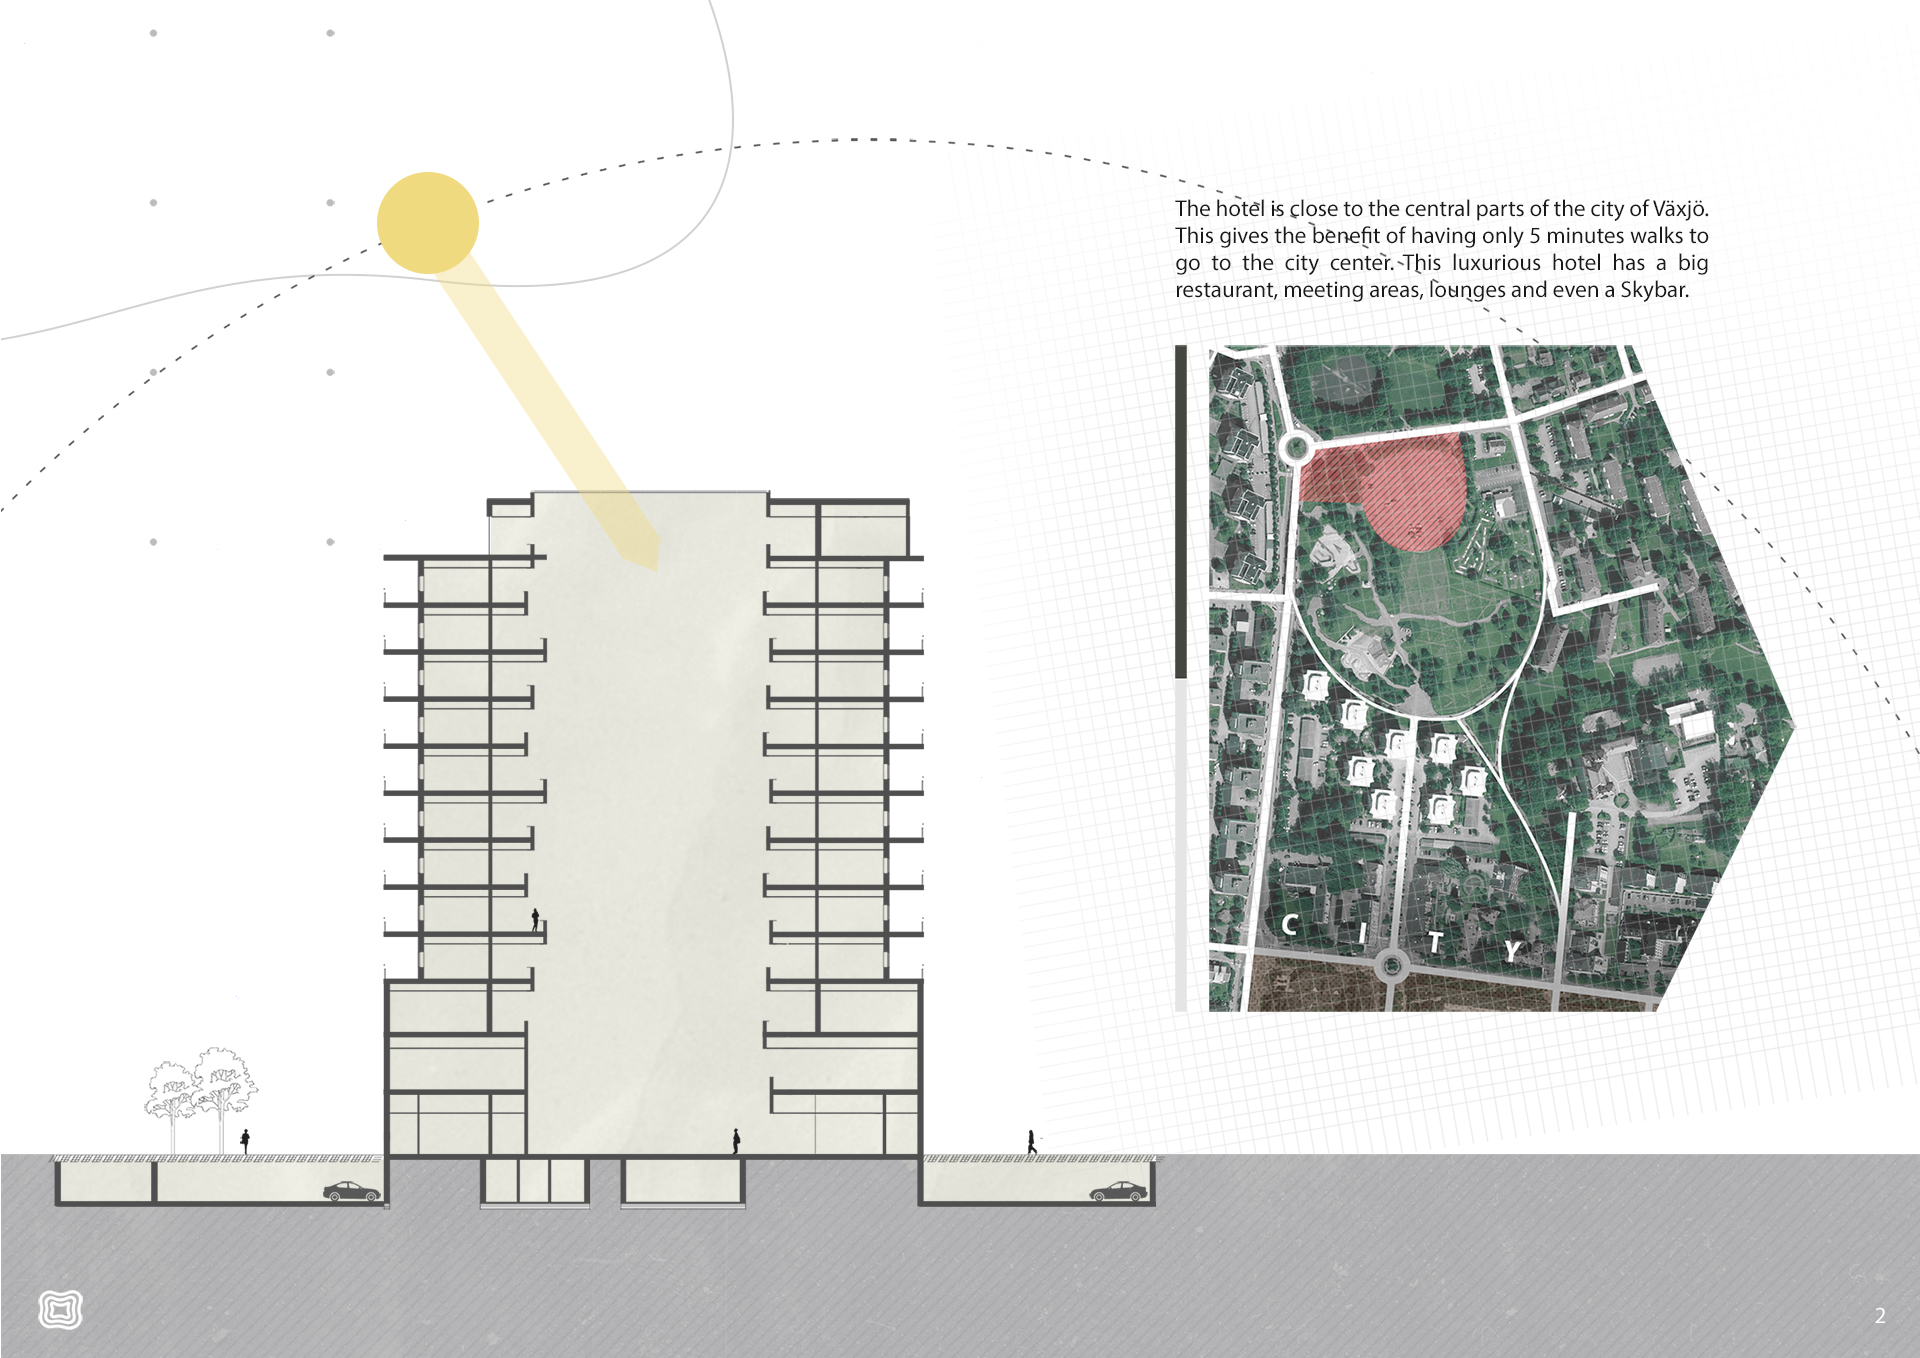 The hotel is close to the central parts of the city of Växjö.
This gives the benefit of having only 5 minutes walks to
go to the city center. This luxurious hotel has a big
restaurant, meeting areas, lounges and even a Skybar.
C I T Y
2